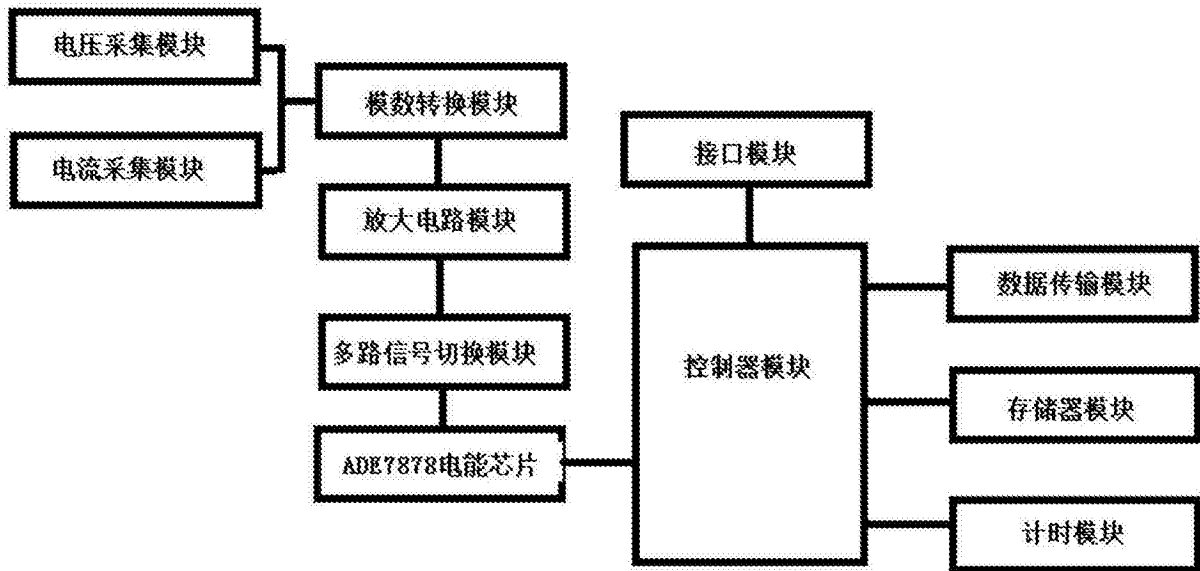 电压采集模块
电流采集模块
模数转换模块
放大电路模块
多路信号切换模块
ADE7878电能芯片
接口模块
控制器模块
数据传输模块
存储器模块
计时模块